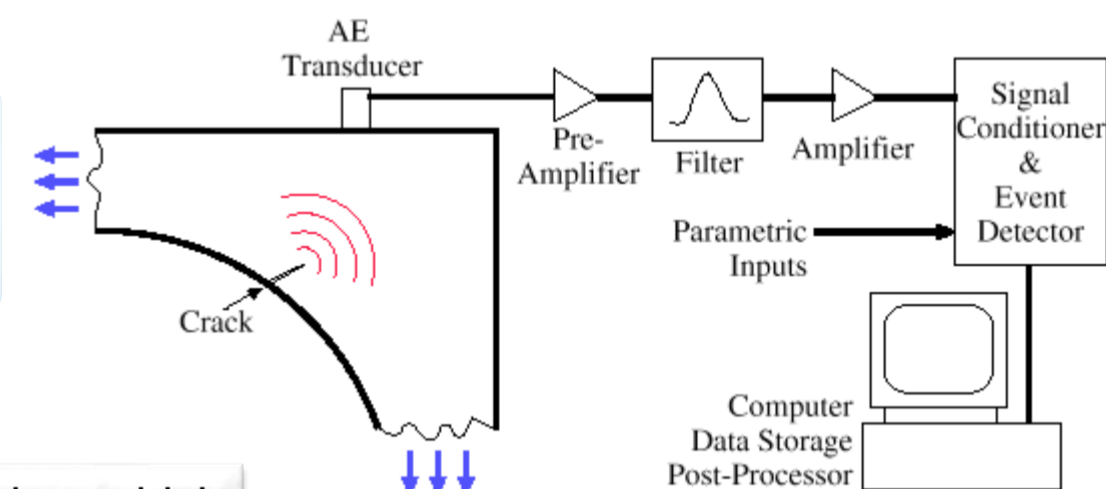 AE
Transducer
Pre-
Amplifier
Filter
Amplifier
Signal
Conditioner
&
Event
Detector
Parametric
Inputs
Crack
Computer
Data Storage
Post-Processor